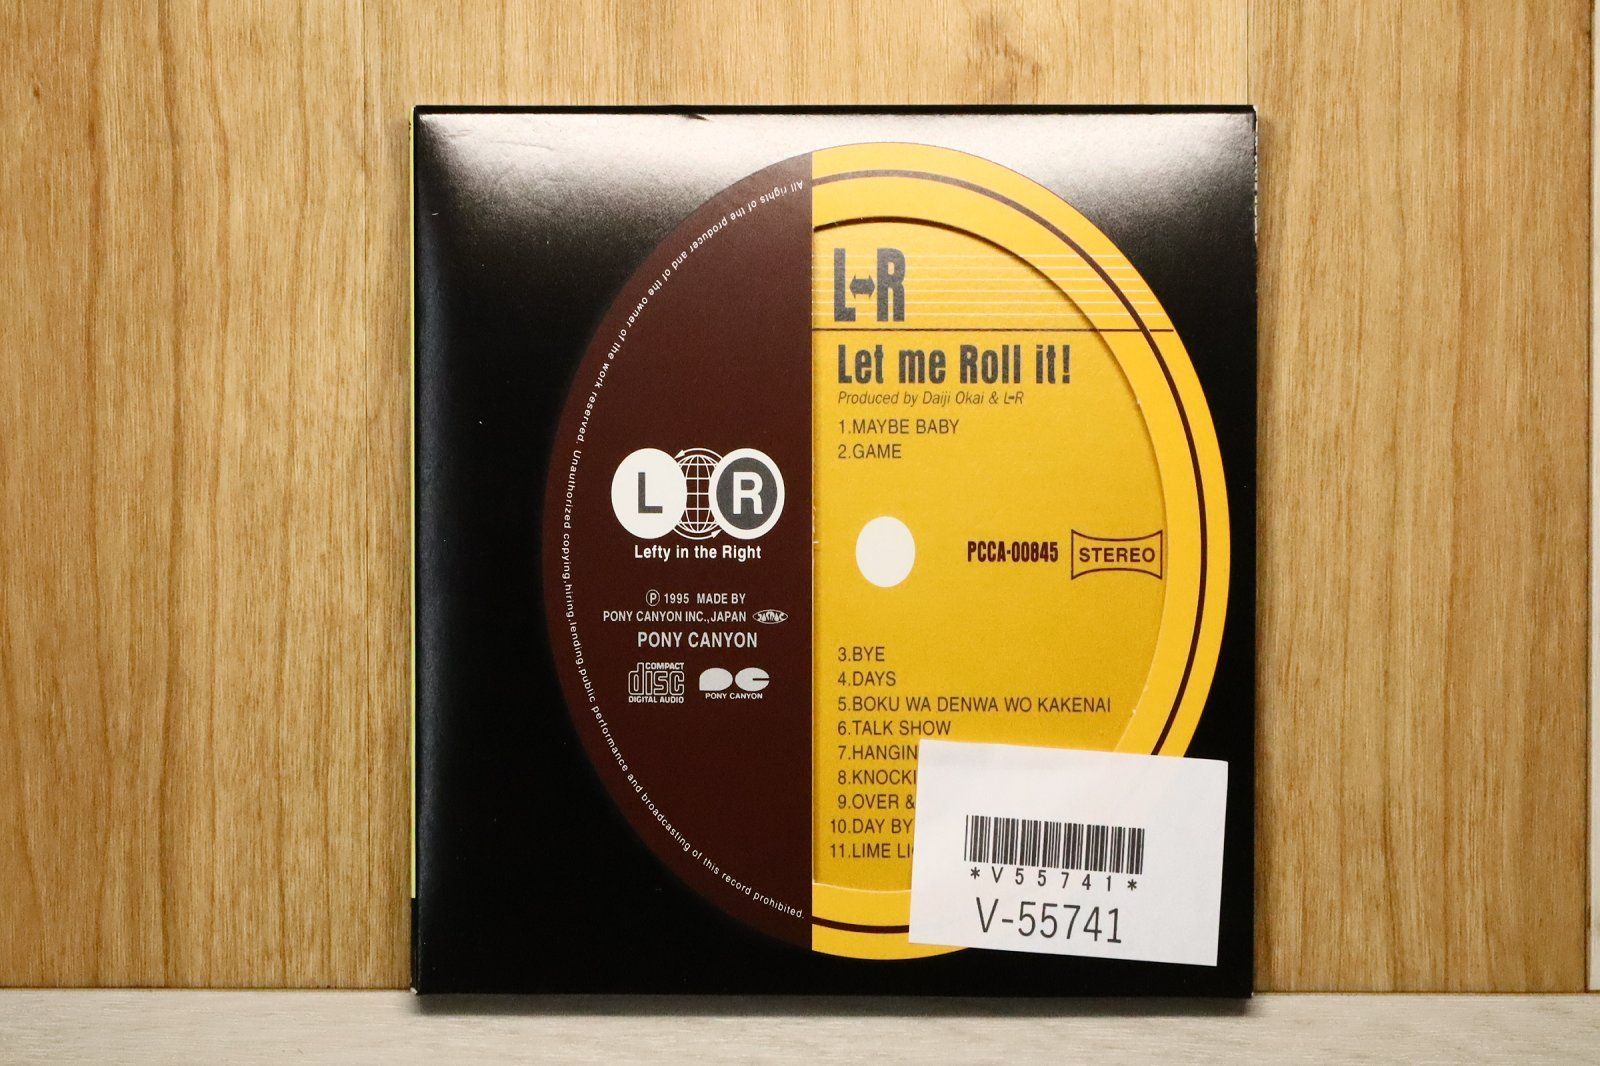 All rights of the producer and of the owner of the work reserved. Unauthorized copying,hiring,lending,public performance and broadcasting of this record prohibited.
L R
Lefty in the Right
Ⓟ 1995 MADE BY
PONY CANYON INC.,JAPAN JASRAC
PONY CANYON
COMPACT
disc
DIGITAL AUDIO
PC
PONY CANYON
L↔R
Let me Roll it!
Produced by Daiji Okai & L↔R
1.MAYBE BABY
2.GAME
PCCA-00845
STEREO
3.BYE
4.DAYS
5.BOKU WA DENWA WO KAKENAI
6.TALK SHOW
7.HANGIN
8.KNOCKI
9.OVER &
10.DAY BY
11.LIME LI
*V55741*
V-55741